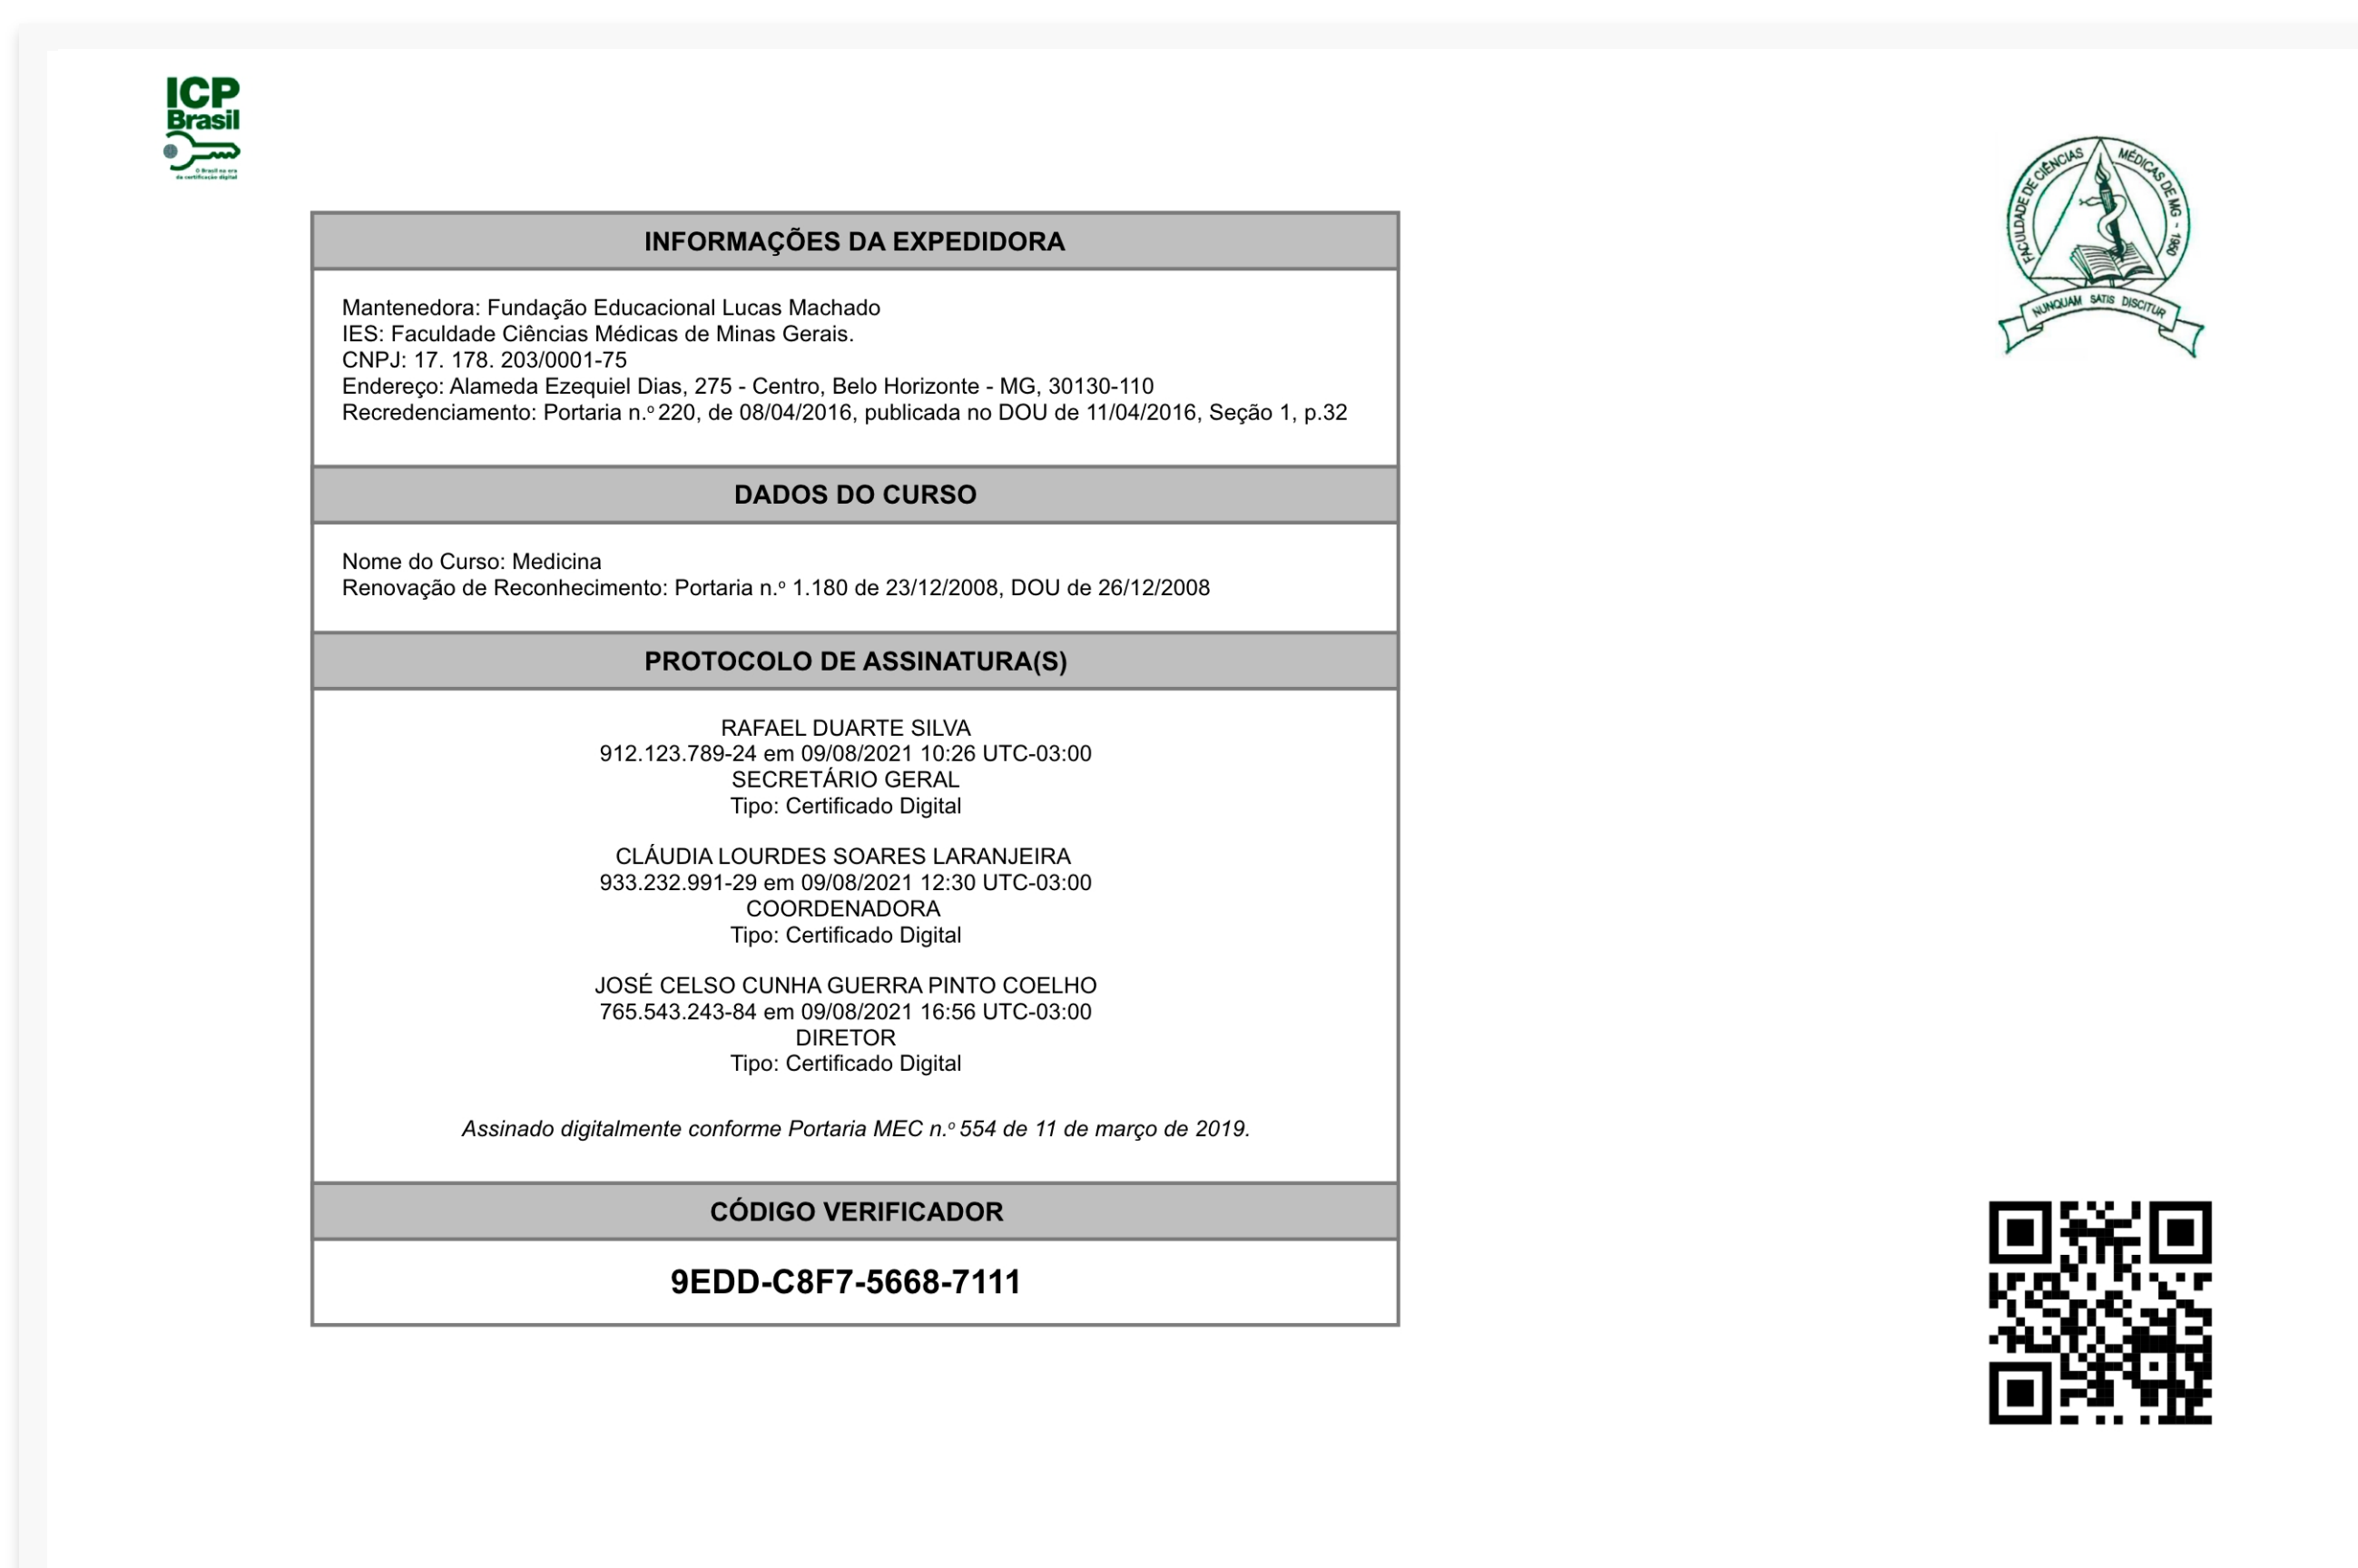 ICP
Brasil
O Brasil na era
da certificação digital
FACULDADE DE CIÊNCIAS MÉDICAS DE MG - 1950
NUNQUAM SATIS DISCITUR
INFORMAÇÕES DA EXPEDIDORA
Mantenedora: Fundação Educacional Lucas Machado
IES: Faculdade Ciências Médicas de Minas Gerais.
CNPJ: 17. 178. 203/0001-75
Endereço: Alameda Ezequiel Dias, 275 - Centro, Belo Horizonte - MG, 30130-110
Recredenciamento: Portaria n.º 220, de 08/04/2016, publicada no DOU de 11/04/2016, Seção 1, p.32
DADOS DO CURSO
Nome do Curso: Medicina
Renovação de Reconhecimento: Portaria n.º 1.180 de 23/12/2008, DOU de 26/12/2008
PROTOCOLO DE ASSINATURA(S)
RAFAEL DUARTE SILVA
912.123.789-24 em 09/08/2021 10:26 UTC-03:00
SECRETÁRIO GERAL
Tipo: Certificado Digital
CLÁUDIA LOURDES SOARES LARANJEIRA
933.232.991-29 em 09/08/2021 12:30 UTC-03:00
COORDENADORA
Tipo: Certificado Digital
JOSÉ CELSO CUNHA GUERRA PINTO COELHO
765.543.243-84 em 09/08/2021 16:56 UTC-03:00
DIRETOR
Tipo: Certificado Digital
Assinado digitalmente conforme Portaria MEC n.º 554 de 11 de março de 2019.
CÓDIGO VERIFICADOR
9EDD-C8F7-5668-7111